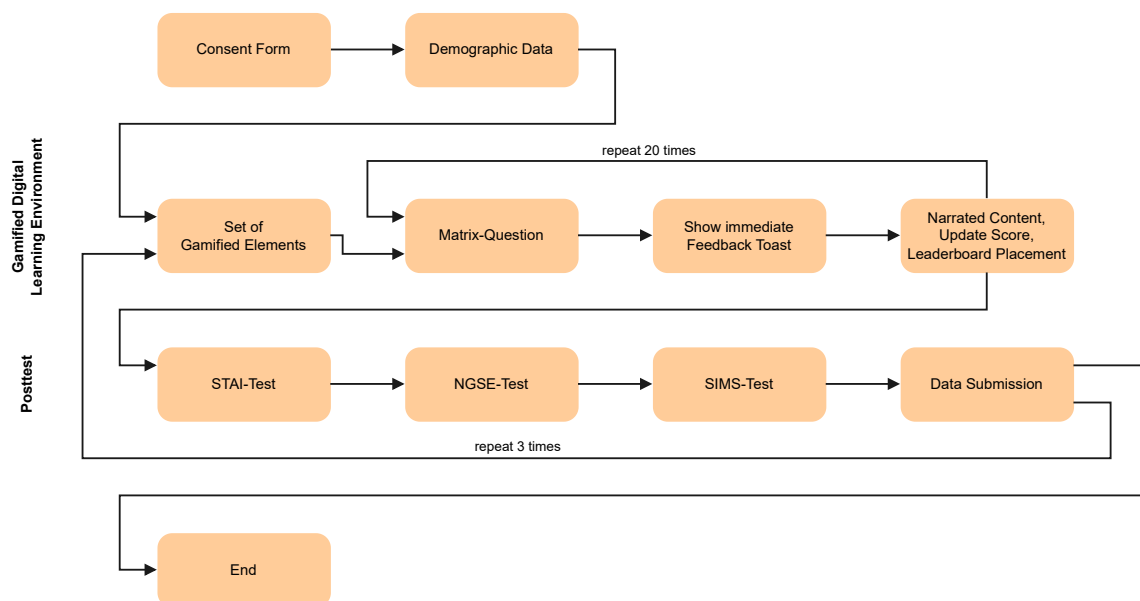 Consent Form
Demographic Data
Gamified Digital
Learning Environment
repeat 20 times
Set of
Gamified Elements
Matrix-Question
Show immediate
Feedback Toast
Narrated Content,
Update Score,
Leaderboard Placement
Posttest
STAI-Test
NGSE-Test
SIMS-Test
Data Submission
repeat 3 times
End